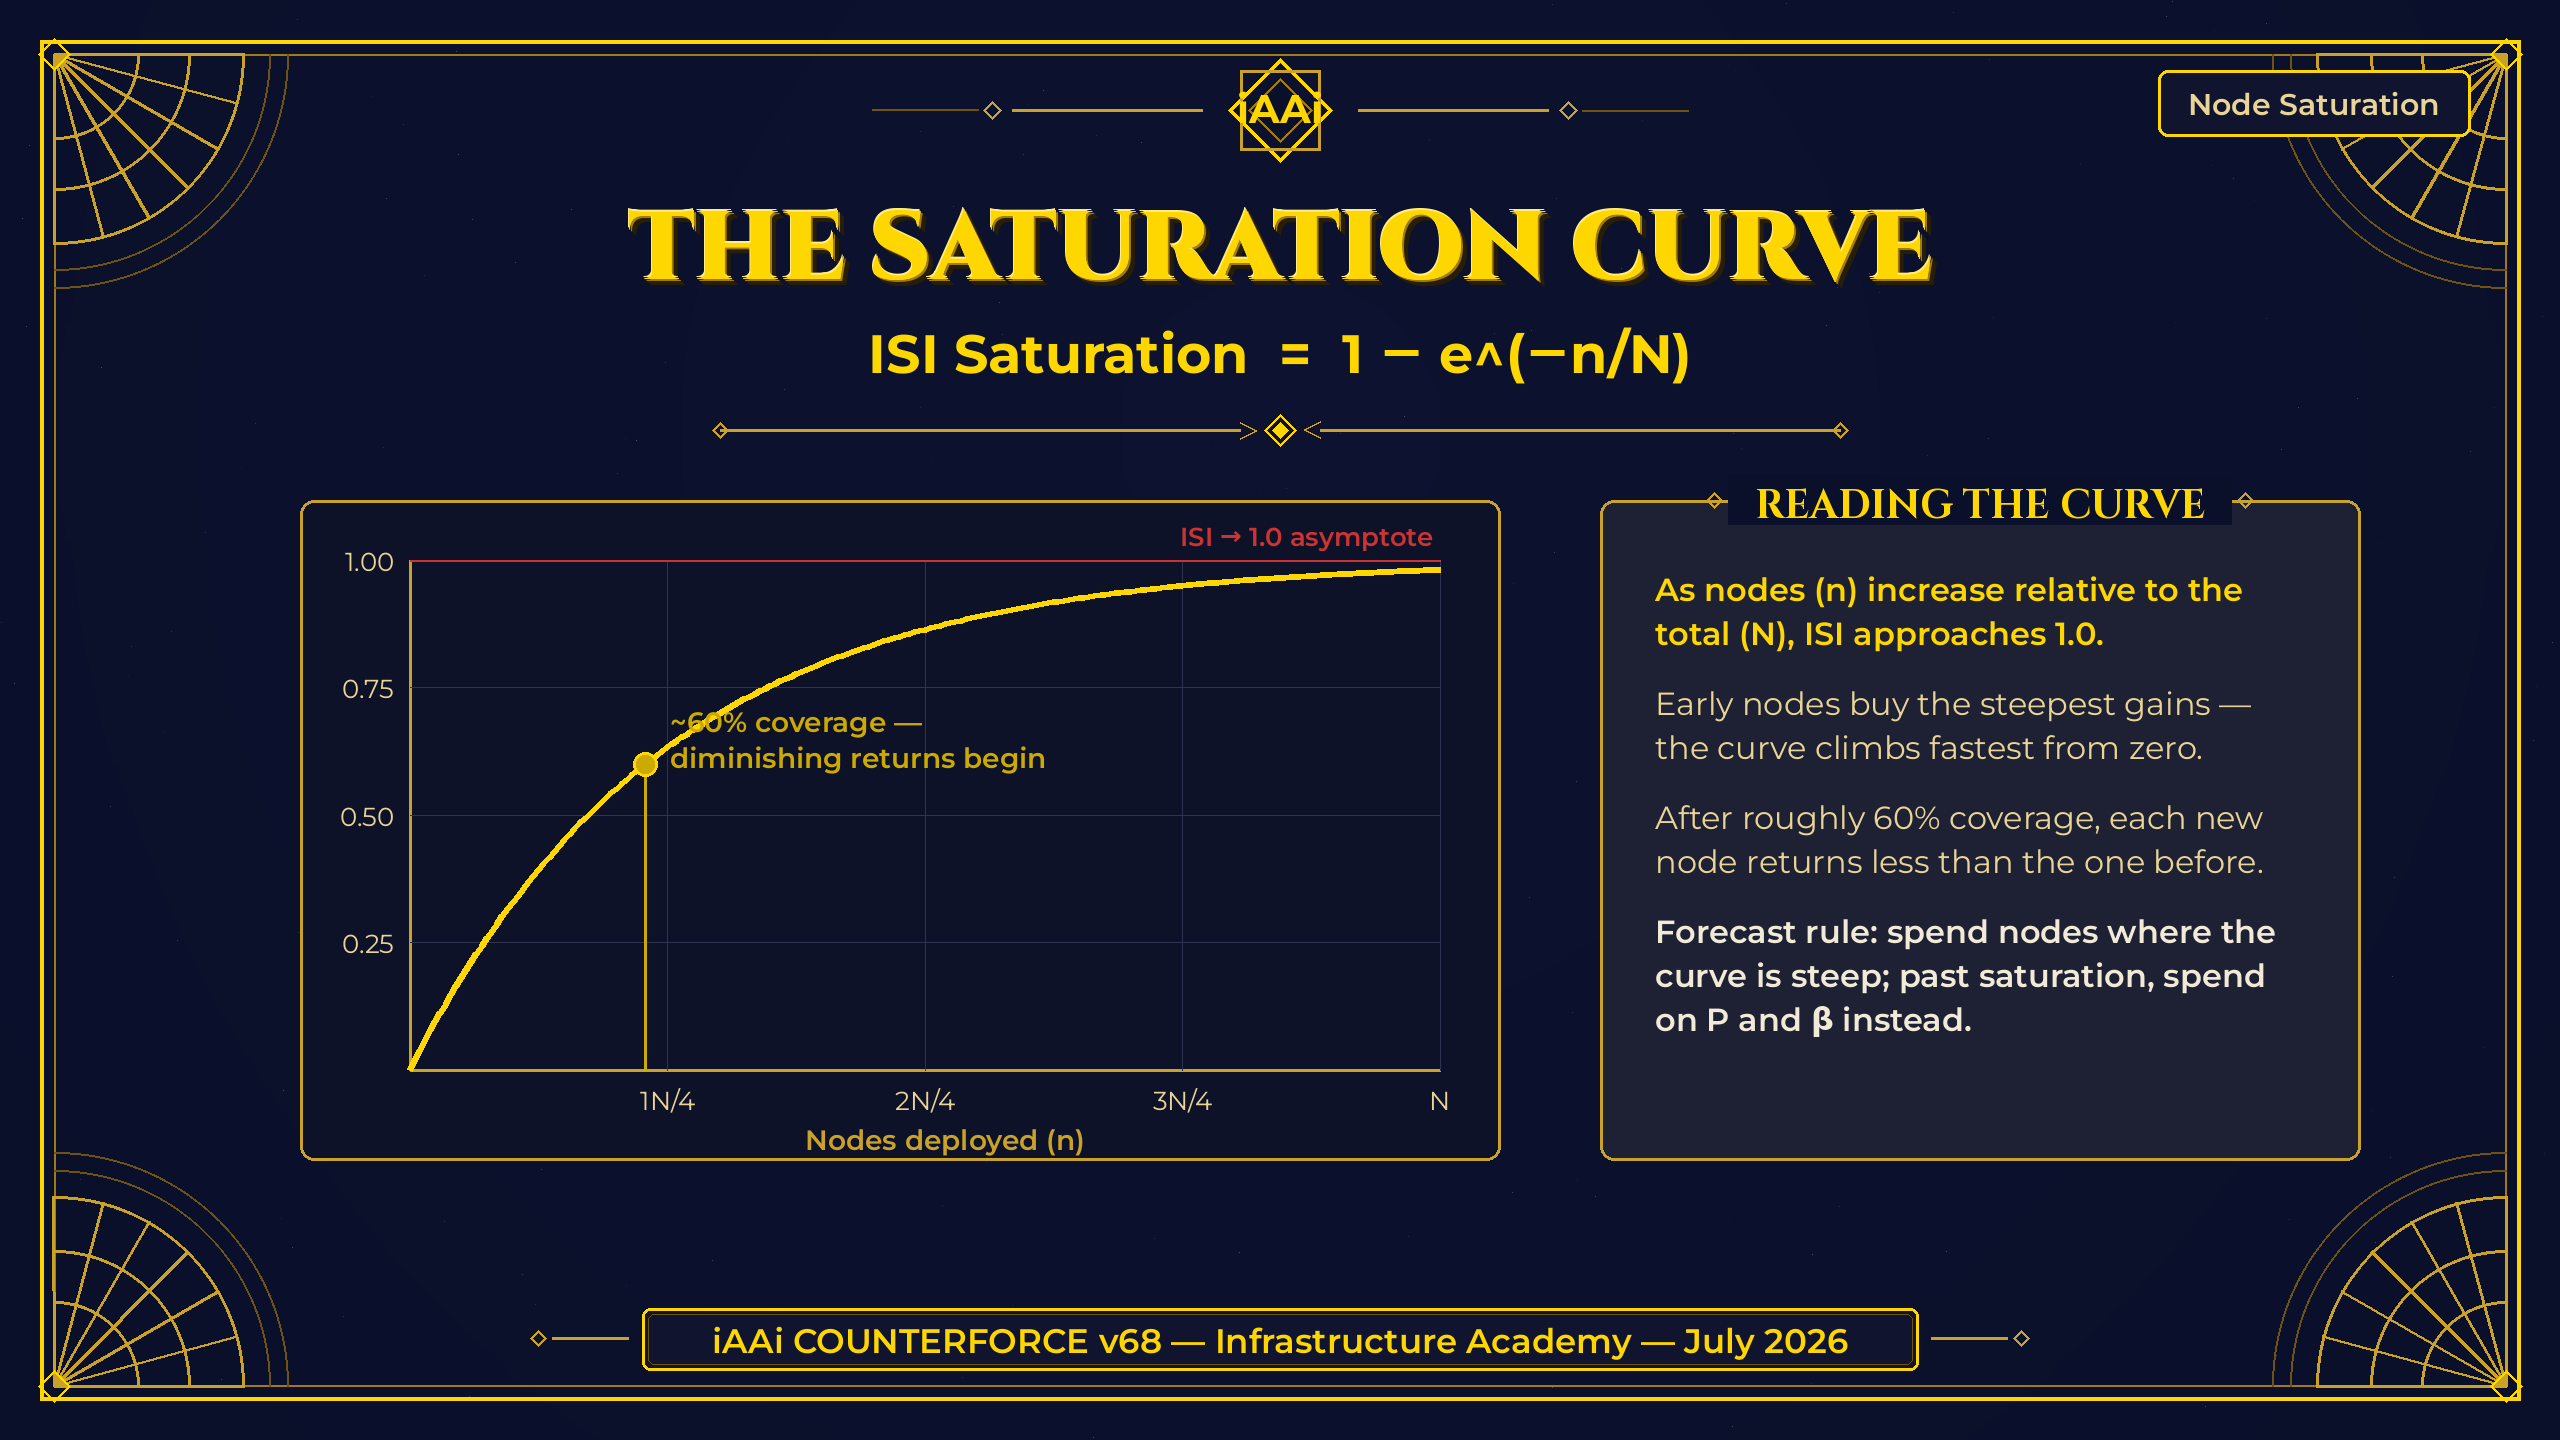 iAAi
Node Saturation
THE SATURATION CURVE
ISI Saturation = 1 − e^(−n/N)
ISI → 1.0 asymptote
1.00
0.75
0.50
0.25
~60% coverage —
diminishing returns begin
1N/4
2N/4
3N/4
N
Nodes deployed (n)
READING THE CURVE
As nodes (n) increase relative to the
total (N), ISI approaches 1.0.
Early nodes buy the steepest gains —
the curve climbs fastest from zero.
After roughly 60% coverage, each new
node returns less than the one before.
Forecast rule: spend nodes where the
curve is steep; past saturation, spend
on P and β instead.
iAAi COUNTERFORCE v68 — Infrastructure Academy — July 2026